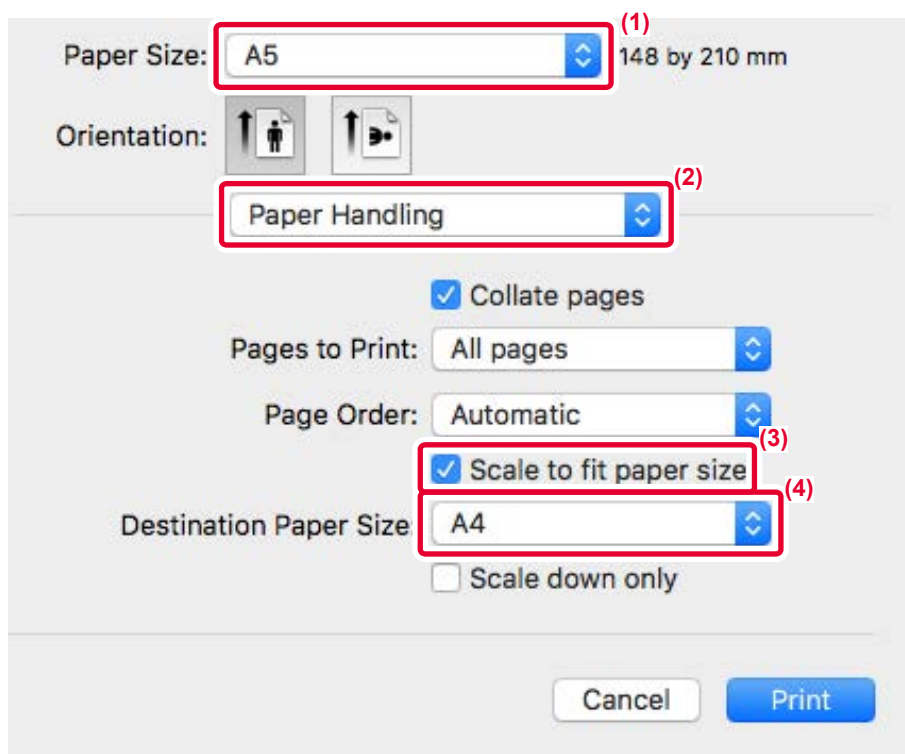 (1)
Paper Size: A5 148 by 210 mm
Orientation:
(2)
Paper Handling
Collate pages
Pages to Print: All pages
Page Order: Automatic
(3)
Scale to fit paper size
(4)
Destination Paper Size: A4
Scale down only
Cancel Print